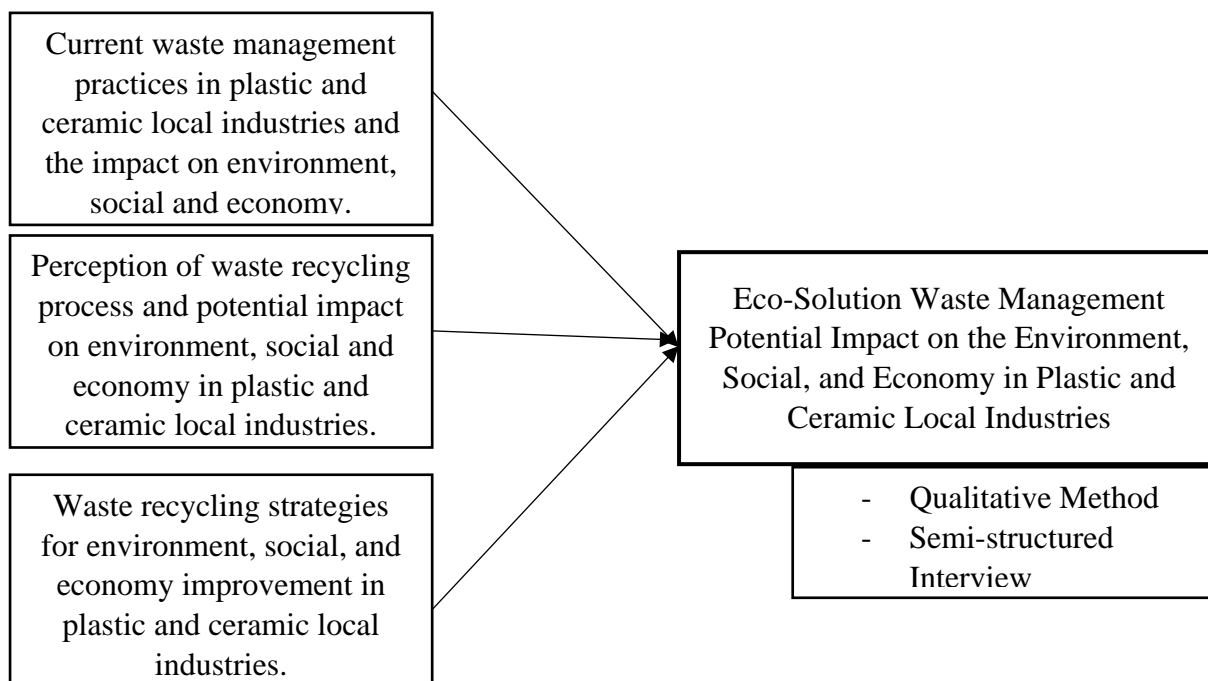 Current waste management
practices in plastic and
ceramic local industries and
the impact on environment,
social and economy.
Perception of waste recycling
process and potential impact
on environment, social and
economy in plastic and
ceramic local industries.
Waste recycling strategies
for environment, social, and
economy improvement in
plastic and ceramic local
industries.
Eco-Solution Waste Management
Potential Impact on the Environment,
Social, and Economy in Plastic and
Ceramic Local Industries
- Qualitative Method
- Semi-structured
Interview